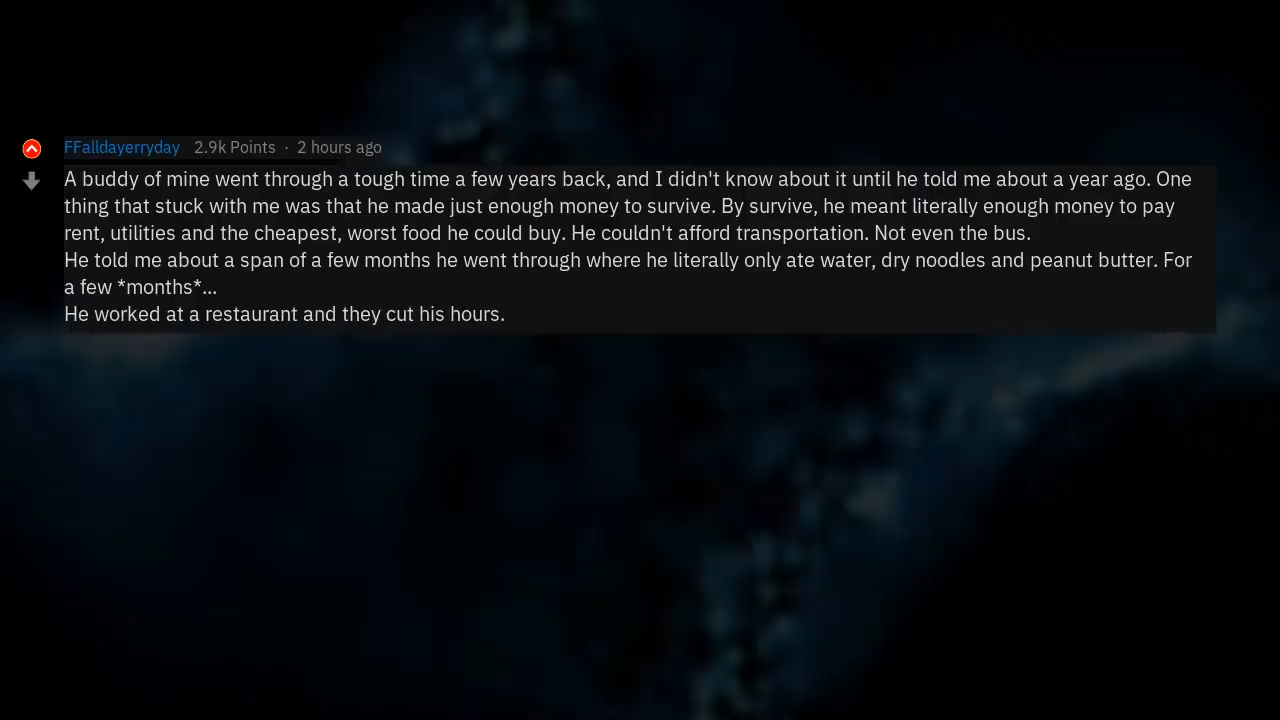 FFalldayerryday 2.9k Points · 2 hours ago
A buddy of mine went through a tough time a few years back, and I didn't know about it until he told me about a year ago. One
thing that stuck with me was that he made just enough money to survive. By survive, he meant literally enough money to pay
rent, utilities and the cheapest, worst food he could buy. He couldn't afford transportation. Not even the bus.
He told me about a span of a few months he went through where he literally only ate water, dry noodles and peanut butter. For
a few *months*...
He worked at a restaurant and they cut his hours.